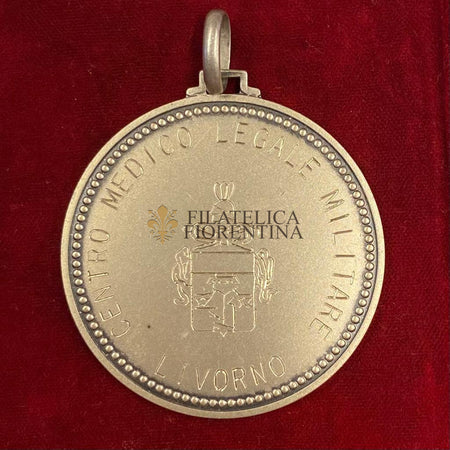 CENTRO MEDICO LEGALE MILITARE
LIVORNO
FILATELICA
FIORENTINA